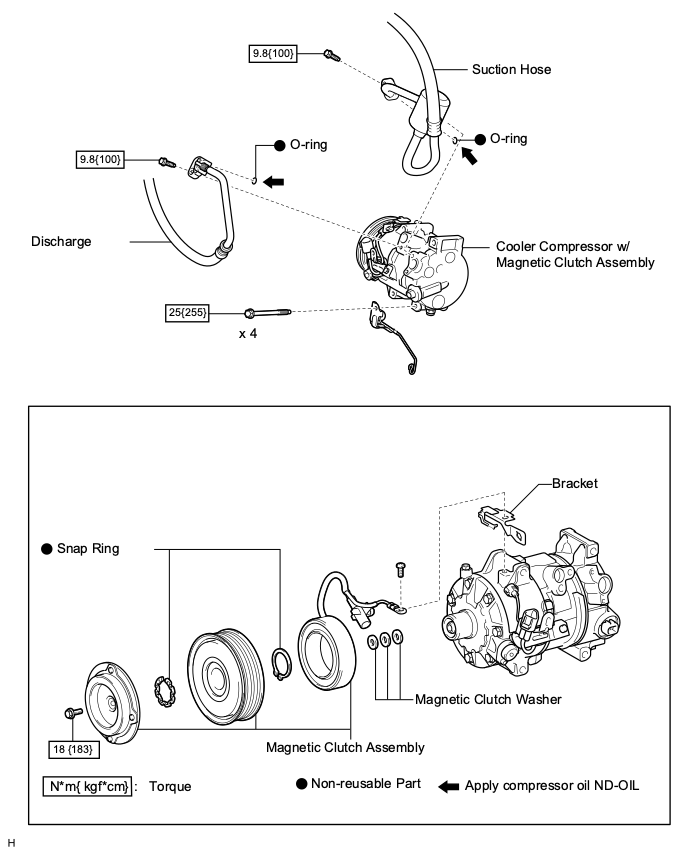 9.8{100}
Suction Hose
O-ring
O-ring
9.8{100}
Discharge
Cooler Compressor w/
Magnetic Clutch Assembly
25{255}
x 4
Bracket
Snap Ring
Magnetic Clutch Washer
18 {183}
Magnetic Clutch Assembly
N*m{ kgf*cm} : Torque
Non-reusable Part
Apply compressor oil ND-OIL
H